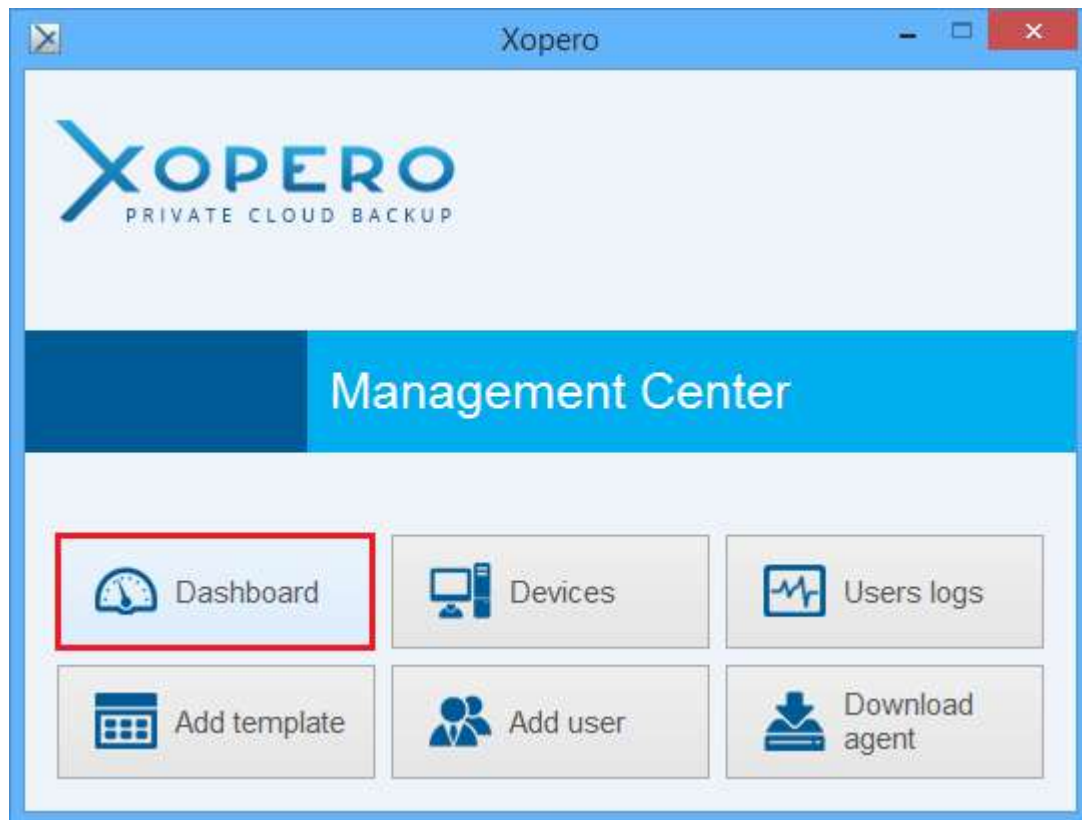 Xopero
XOPERO
PRIVATE CLOUD BACKUP
Management Center
Dashboard
Devices
Users logs
Add template
Add user
Download
agent